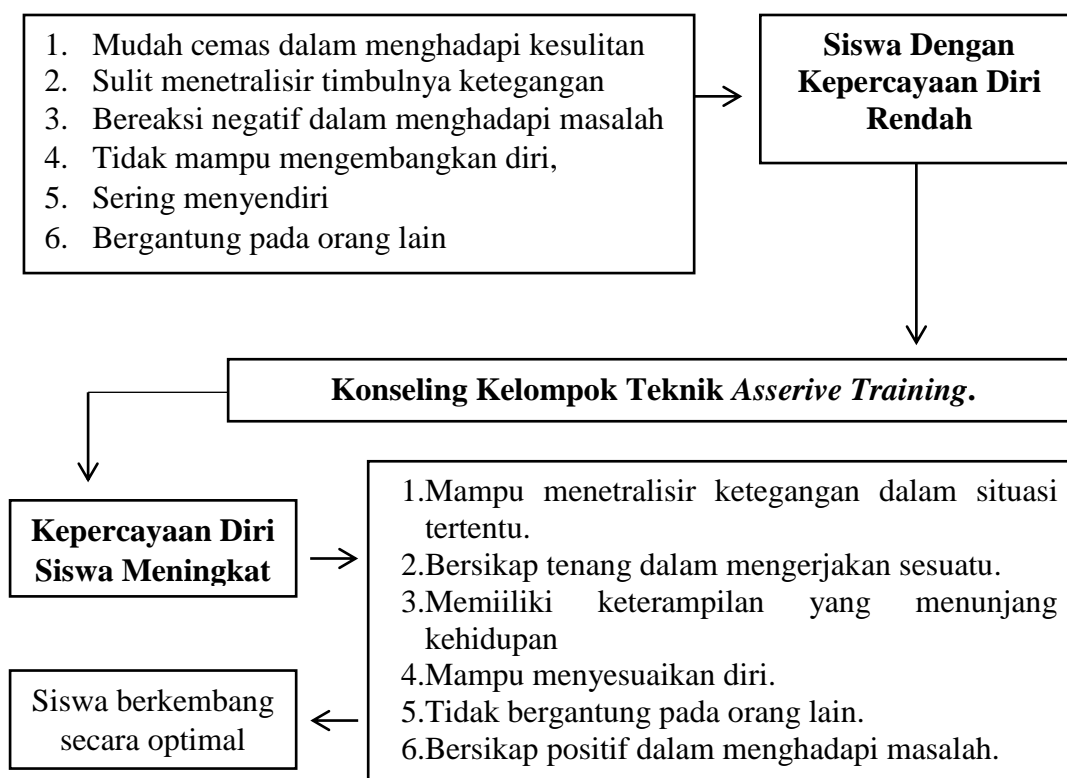 1. Mudah cemas dalam menghadapi kesulitan
2. Sulit menetralisir timbulnya ketegangan
3. Bereaksi negatif dalam menghadapi masalah
4. Tidak mampu mengembangkan diri,
5. Sering menyendiri
6. Bergantung pada orang lain
Siswa Dengan
Kepercayaan Diri
Rendah
Konseling Kelompok Teknik Asserive Training.
Kepercayaan Diri
Siswa Meningkat
1.Mampu menetralisir ketegangan dalam situasi
tertentu.
2.Bersikap tenang dalam mengerjakan sesuatu.
3.Memiiliki keterampilan yang menunjang
kehidupan
4.Mampu menyesuaikan diri.
5.Tidak bergantung pada orang lain.
6.Bersikap positif dalam menghadapi masalah.
Siswa berkembang
secara optimal